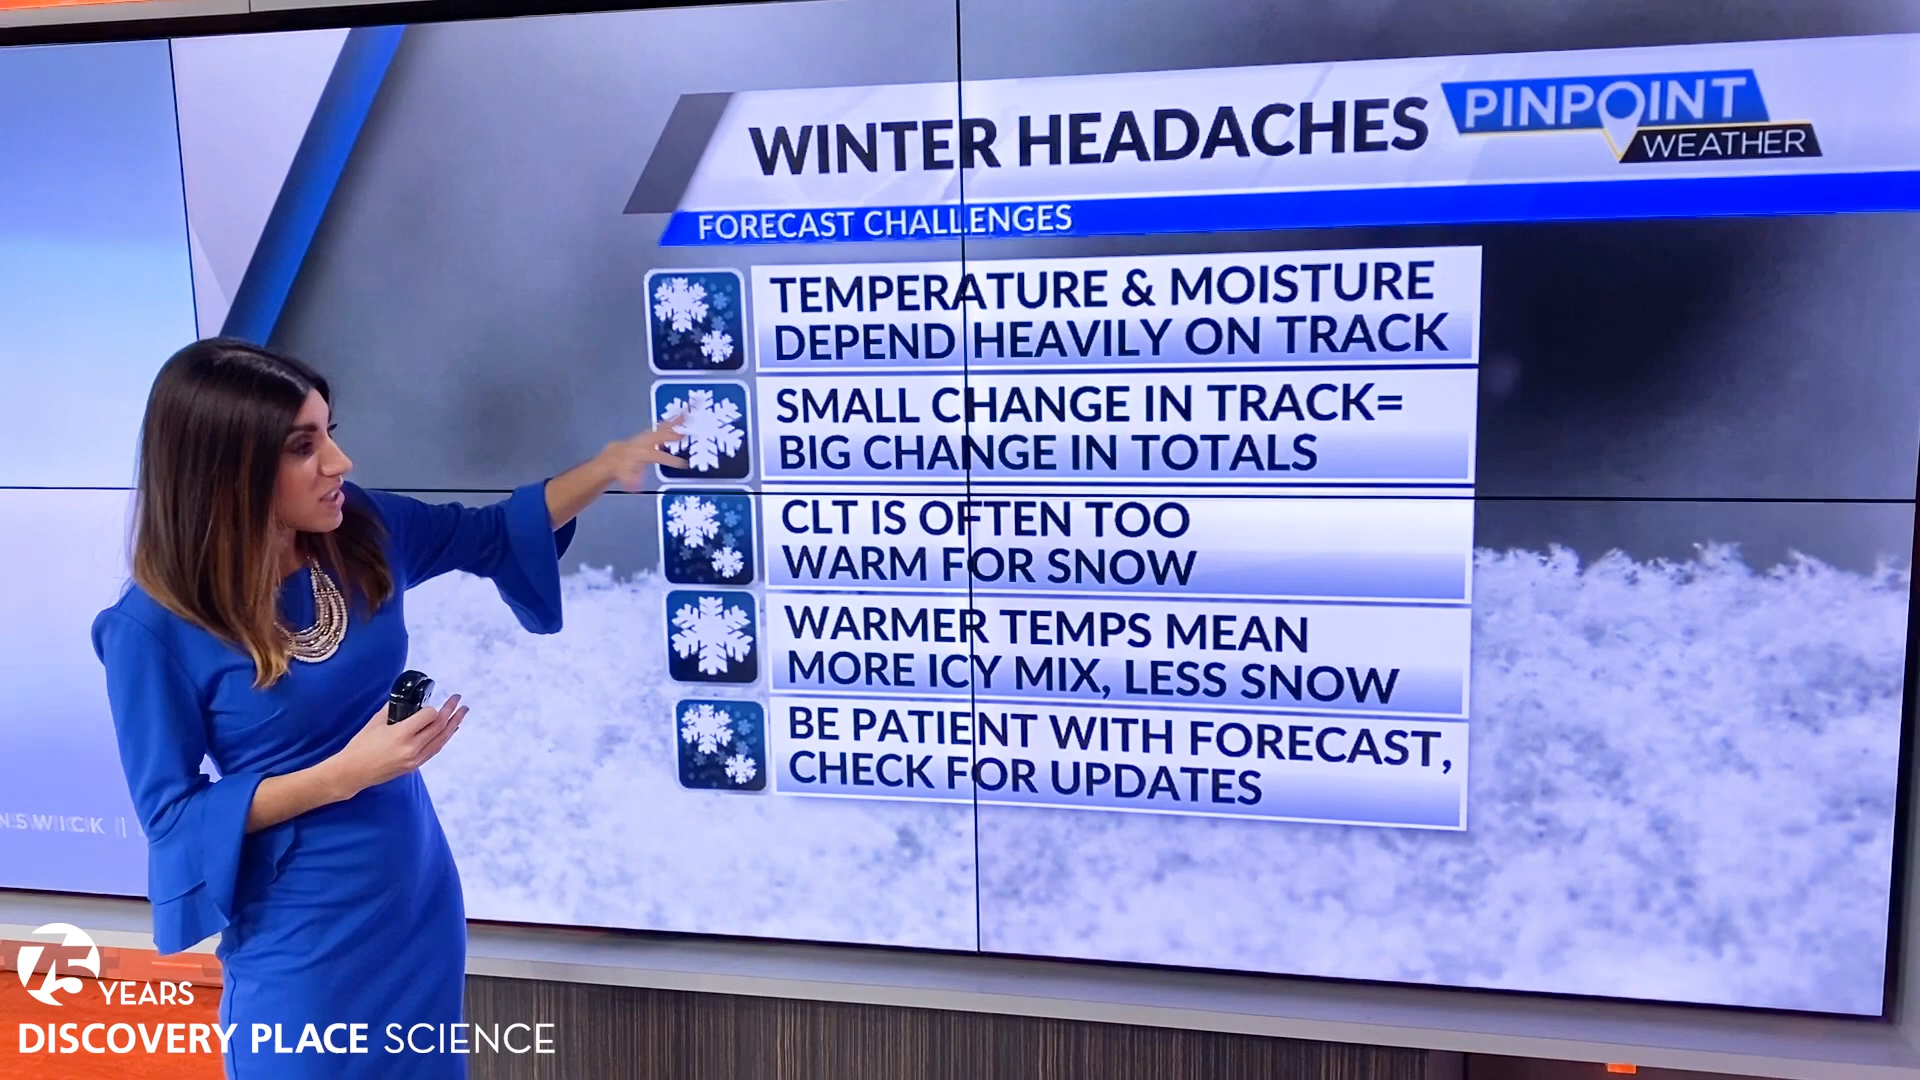 WINTER HEADACHES
PINPOINT
WEATHER
FORECAST CHALLENGES
TEMPERATURE & MOISTURE
DEPEND HEAVILY ON TRACK
SMALL CHANGE IN TRACK=
BIG CHANGE IN TOTALS
CLT IS OFTEN TOO
WARM FOR SNOW
WARMER TEMPS MEAN
MORE ICY MIX, LESS SNOW
BE PATIENT WITH FORECAST,
CHECK FOR UPDATES
NSWICK |
75
YEARS
DISCOVERY PLACE SCIENCE